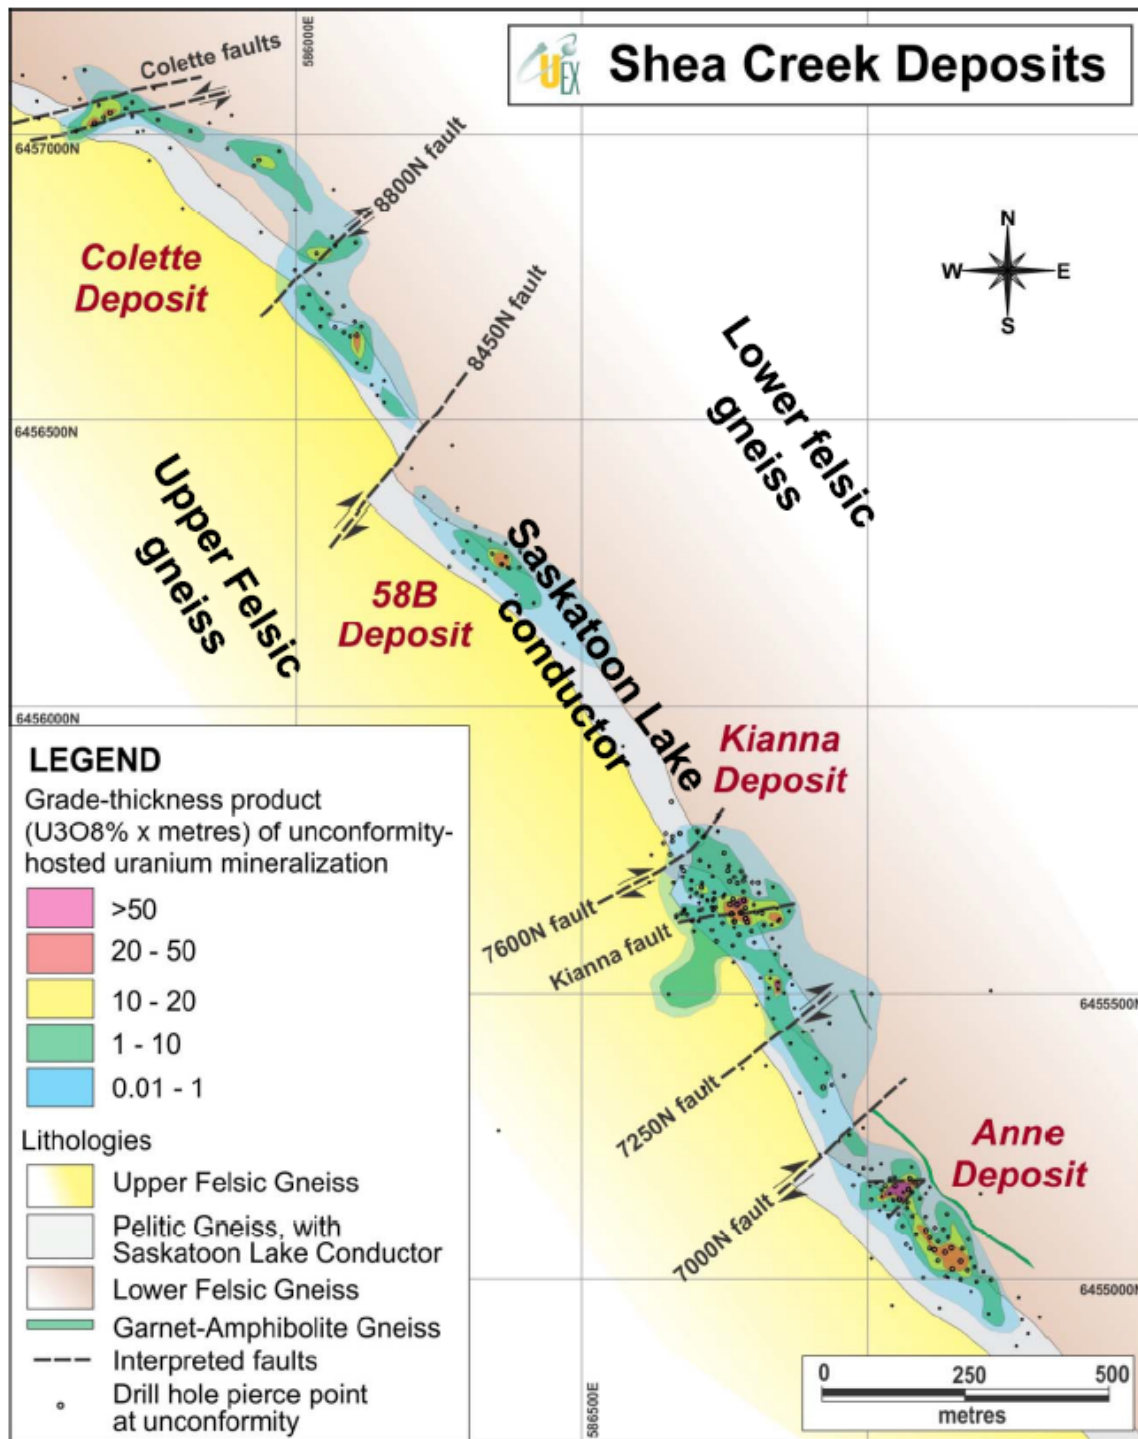 UEX
Shea Creek Deposits
586000E
Colette faults
6457000N
8800N fault
Colette
Deposit
N
W
E
S
8450N fault
Lower felsic
gneiss
6456500N
Upper Felsic
gneiss
58B
Deposit
Saskatoon Lake
conductor
6456000N
Kianna
Deposit
7600N fault
Kianna fault
6455500N
7250N fault
Anne
Deposit
7000N fault
6455000N
586500E
LEGEND
Grade-thickness product
(U3O8% x metres) of unconformity-
hosted uranium mineralization
>50
20 - 50
10 - 20
1 - 10
0.01 - 1
Lithologies
Upper Felsic Gneiss
Pelitic Gneiss, with
Saskatoon Lake Conductor
Lower Felsic Gneiss
Garnet-Amphibolite Gneiss
Interpreted faults
Drill hole pierce point
at unconformity
0 250 500
metres